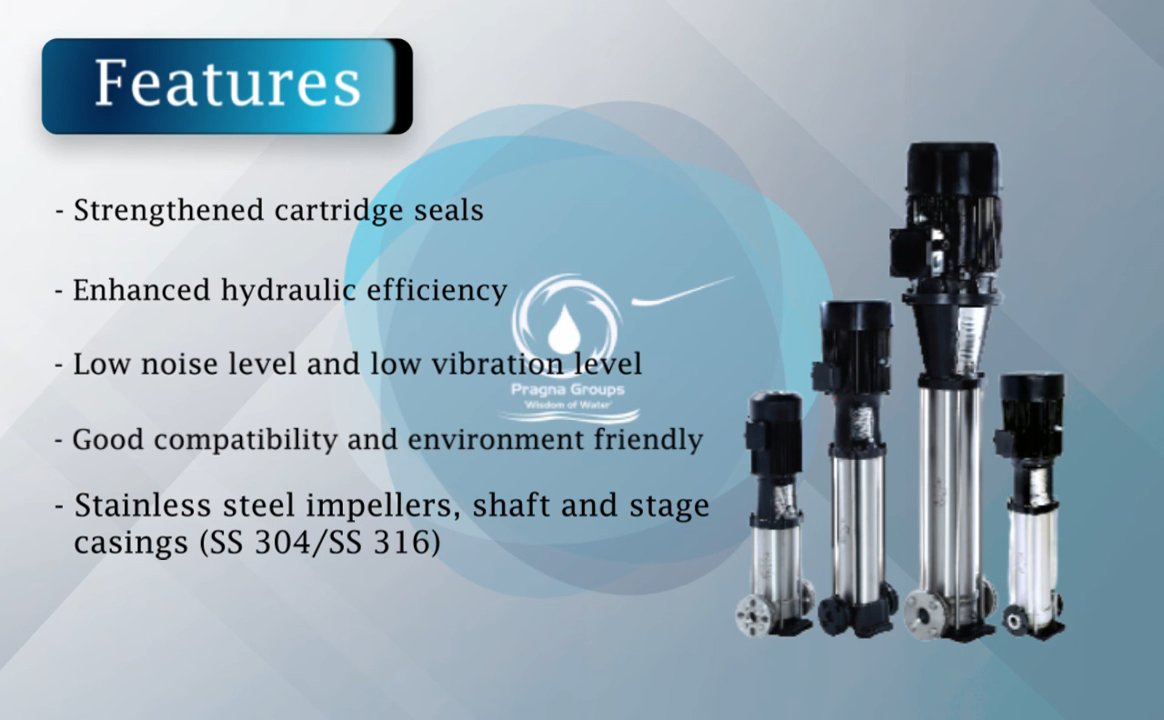 Features
- Strengthened cartridge seals
- Enhanced hydraulic efficiency
- Low noise level and low vibration level
Pragna Groups
'Wisdom of Water'
- Good compatibility and environment friendly
- Stainless steel impellers, shaft and stage
casings (SS 304/SS 316)